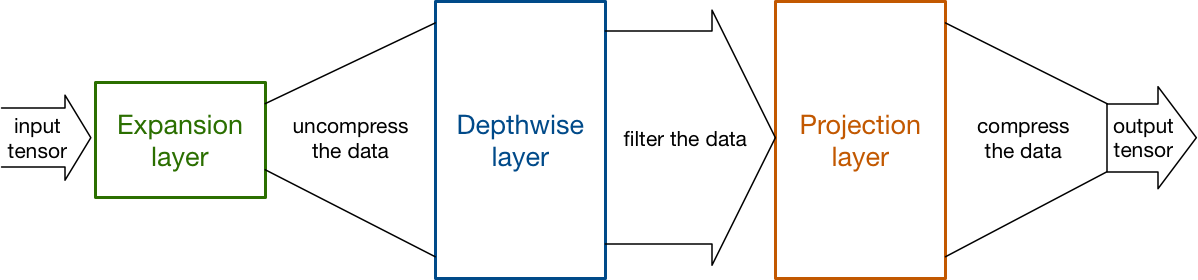 input
tensor
Expansion
layer
uncompress
the data
Depthwise
layer
filter the data
Projection
layer
compress
the data
output
tensor